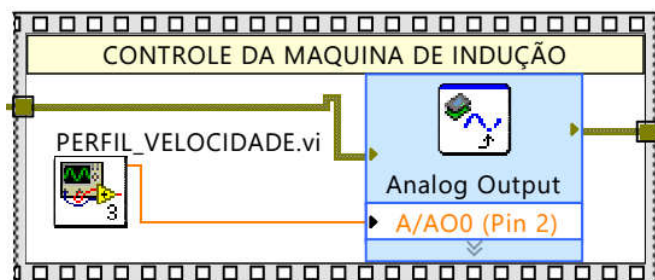 CONTROLE DA MAQUINA DE INDUÇÃO
PERFIL_VELOCIDADE.vi
3
Analog Output
A/AO0 (Pin 2)